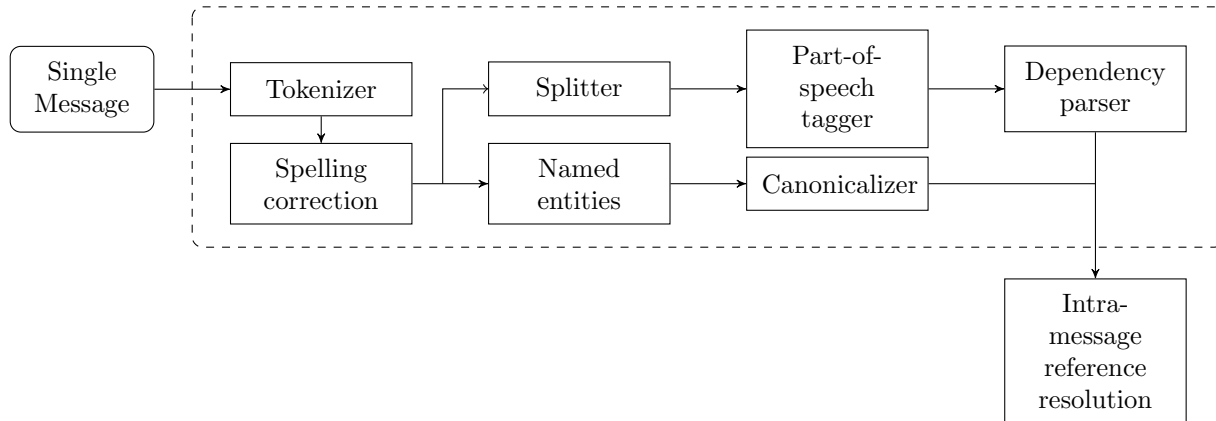 Single
Message
Tokenizer
Spelling
correction
Splitter
Named
entities
Part-of-
speech
tagger
Canonicalizer
Dependency
parser
Intra-
message
reference
resolution